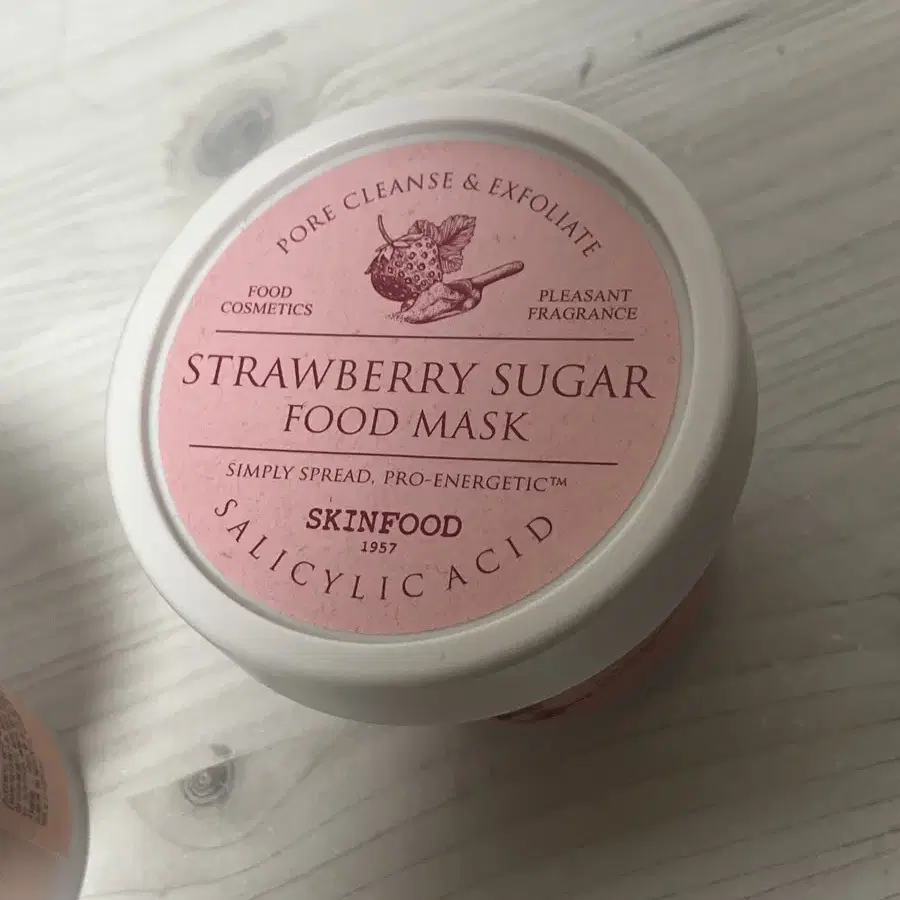 PORE CLEANSE & EXFOLIATE
FOOD
COSMETICS
PLEASANT
FRAGRANCE
STRAWBERRY SUGAR
FOOD MASK
SIMPLY SPREAD, PRO-ENERGETIC™
SKINFOOD
1957
SALICYLIC ACID